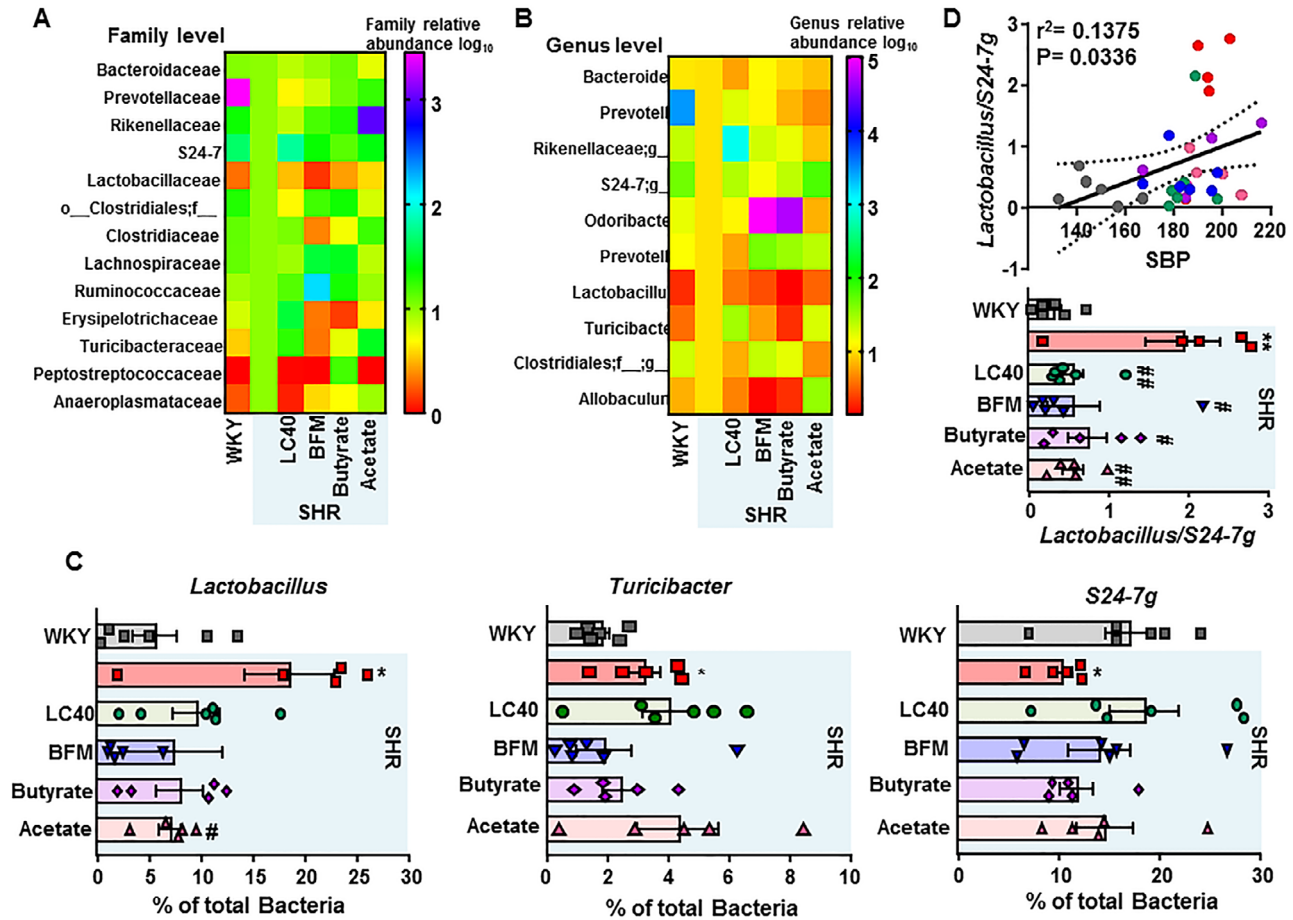 A
Family level
Family relative
abundance log10
Bacteroidaceae
Prevotellaceae
Rikenellaceae
S24-7
Lactobacillaceae
o__Clostridiales;f__
Clostridiaceae
Lachnospiraceae
Ruminococcaceae
Erysipelotrichaceae
Turicibacteraceae
Peptostreptococcaceae
Anaeroplasmataceae
3
2
1
0
WKY
LC40
BFM
Butyrate
Acetate
SHR
B
Genus level
Genus relative
abundance log10
Bacteroide
Prevotell
Rikenellaceae;g_
S24-7;g_
Odoribacte
Prevotell
Lactobacillu
Turicibacte
Clostridiales;f__;g_
Allobaculur
5
4
3
2
1
WKY
LC40
BFM
Butyrate
Acetate
SHR
D
r²= 0.1375
P= 0.0336
Lactobacillus/S24-7g
3
2
1
0
-1
140 160 180 200 220
SBP
WKY
**
LC40 ##
BFM #
Butyrate #
Acetate ##
SHR
0 1 2 3
Lactobacillus/S24-7g
C
Lactobacillus
WKY
*
LC40
BFM
Butyrate
Acetate #
SHR
0 5 10 15 20 25 30
% of total Bacteria
Turicibacter
WKY
*
LC40
BFM
Butyrate
Acetate
SHR
0 2 4 6 8 10
% of total Bacteria
S24-7g
WKY
*
LC40
BFM
Butyrate
Acetate
SHR
0 10 20 30
% of total Bacteria